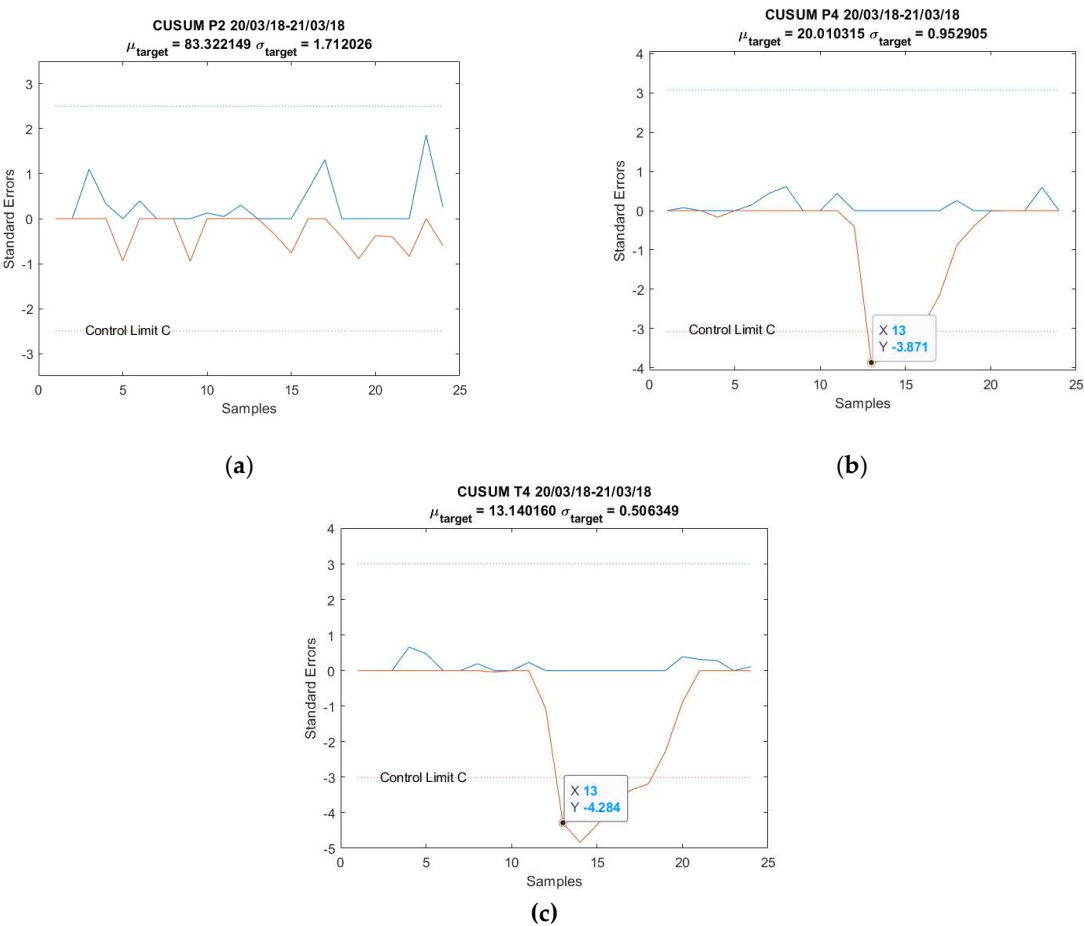 CUSUM P2 20/03/18-21/03/18
μtarget = 83.322149 σtarget = 1.712026
3
2
1
0
-1
-2
-3
Standard Errors
Control Limit C
0 5 10 15 20 25
Samples
(a)
CUSUM P4 20/03/18-21/03/18
μtarget = 20.010315 σtarget = 0.952905
4
3
2
1
0
-1
-2
-3
-4
Standard Errors
Control Limit C
X 13
Y -3.871
0 5 10 15 20 25
Samples
(b)
CUSUM T4 20/03/18-21/03/18
μtarget = 13.140160 σtarget = 0.506349
4
3
2
1
0
-1
-2
-3
-4
-5
Standard Errors
Control Limit C
X 13
Y -4.284
0 5 10 15 20 25
Samples
(c)